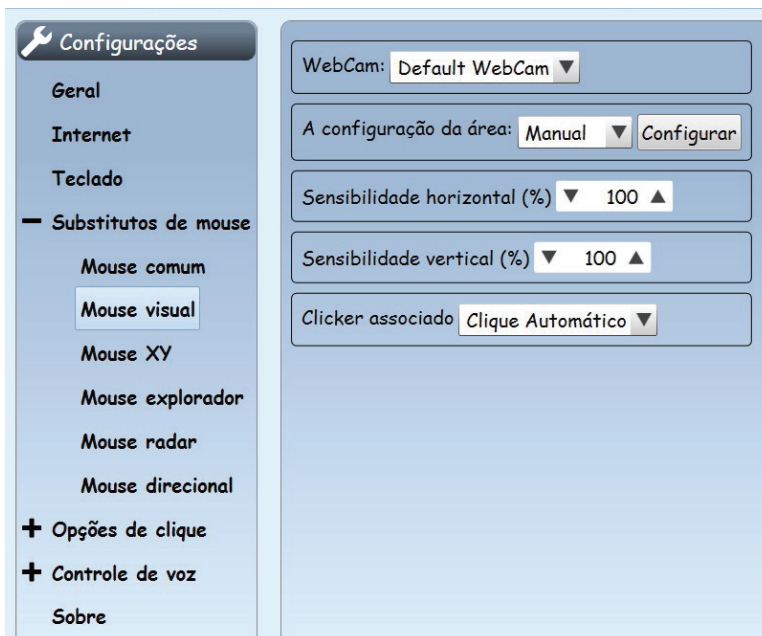 Configurações
Geral
Internet
Teclado
Substitutos de mouse
Mouse comum
Mouse visual
Mouse XY
Mouse explorador
Mouse radar
Mouse direcional
Opções de clique
Controle de voz
Sobre
WebCam: Default WebCam ▼
A configuração da área: Manual ▼ Configurar
Sensibilidade horizontal (%) ▼ 100 ▲
Sensibilidade vertical (%) ▼ 100 ▲
Clicker associado Clique Automático ▼